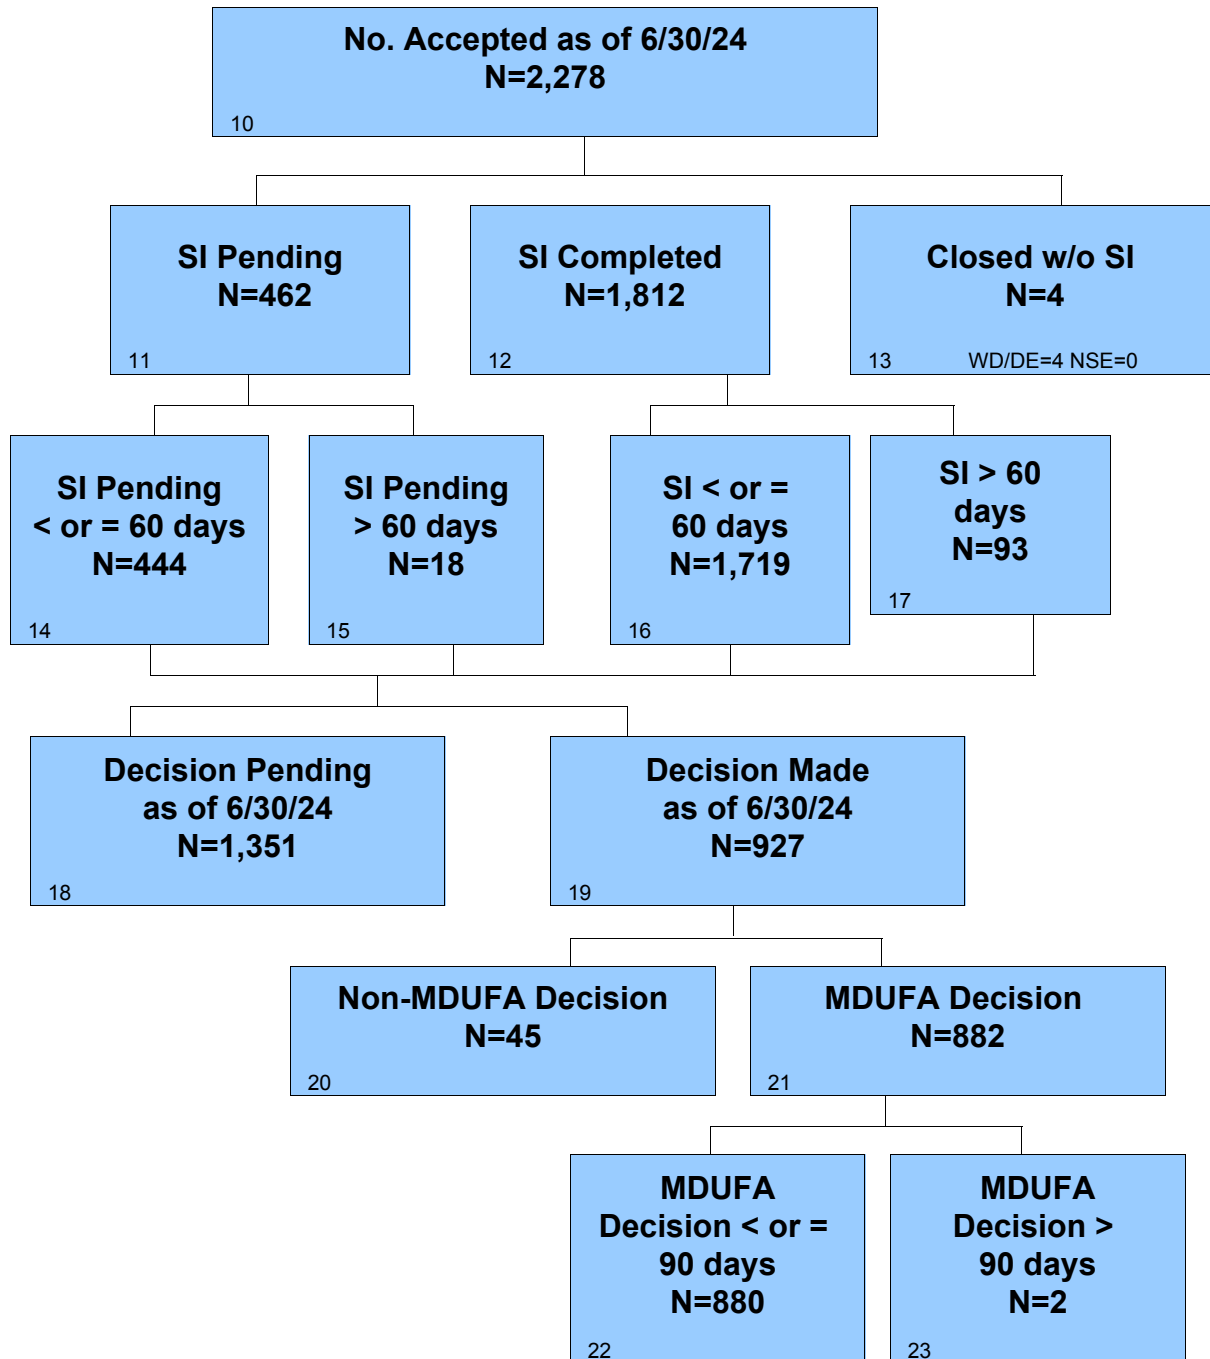 No. Accepted as of 6/30/24
N=2,278
10
SI Pending
N=462
11
SI Completed
N=1,812
12
Closed w/o SI
N=4
13 WD/DE=4 NSE=0
SI Pending
< or = 60 days
N=444
14
SI Pending
> 60 days
N=18
15
SI < or =
60 days
N=1,719
16
SI > 60
days
N=93
17
Decision Pending
as of 6/30/24
N=1,351
18
Decision Made
as of 6/30/24
N=927
19
Non-MDUFA Decision
N=45
20
MDUFA Decision
N=882
21
MDUFA
Decision < or =
90 days
N=880
22
MDUFA
Decision >
90 days
N=2
23